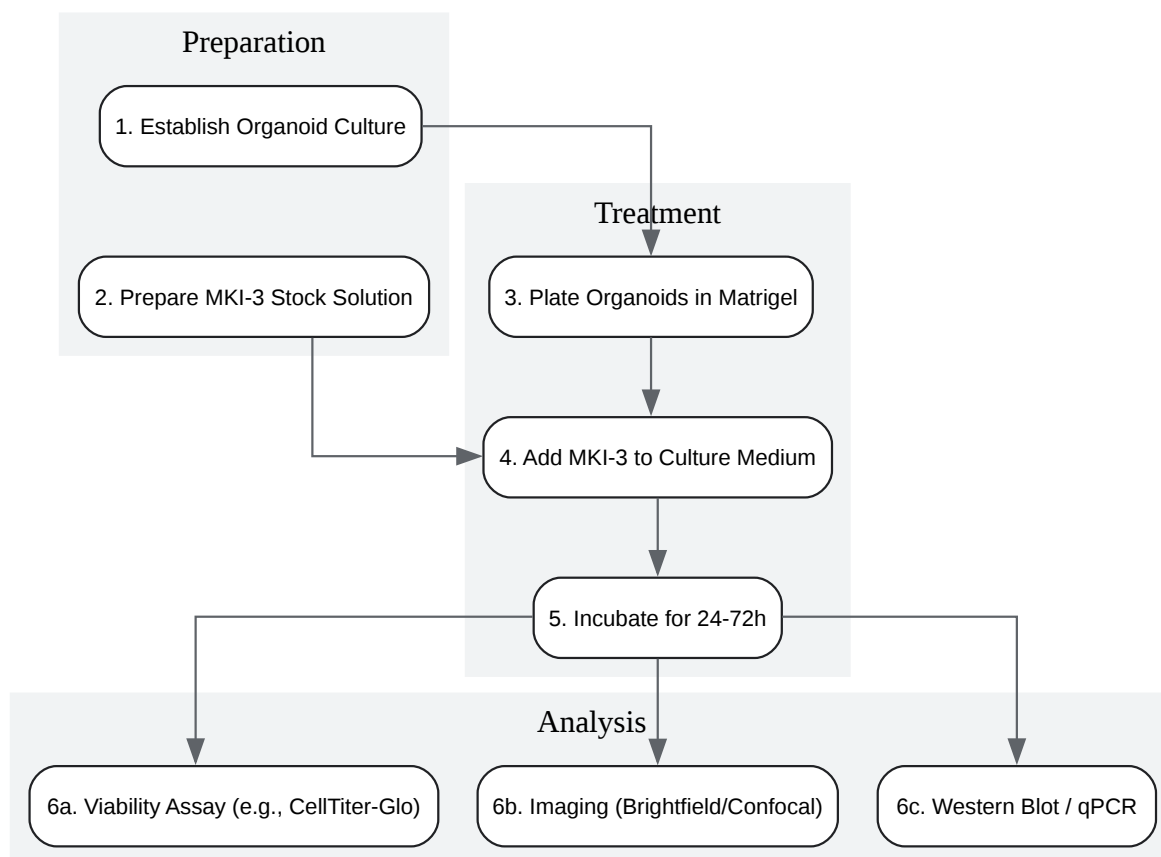 Preparation
1. Establish Organoid Culture
2. Prepare MKI-3 Stock Solution
Treatment
3. Plate Organoids in Matrigel
4. Add MKI-3 to Culture Medium
5. Incubate for 24-72h
Analysis
6a. Viability Assay (e.g., CellTiter-Glo)
6b. Imaging (Brightfield/Confocal)
6c. Western Blot / qPCR